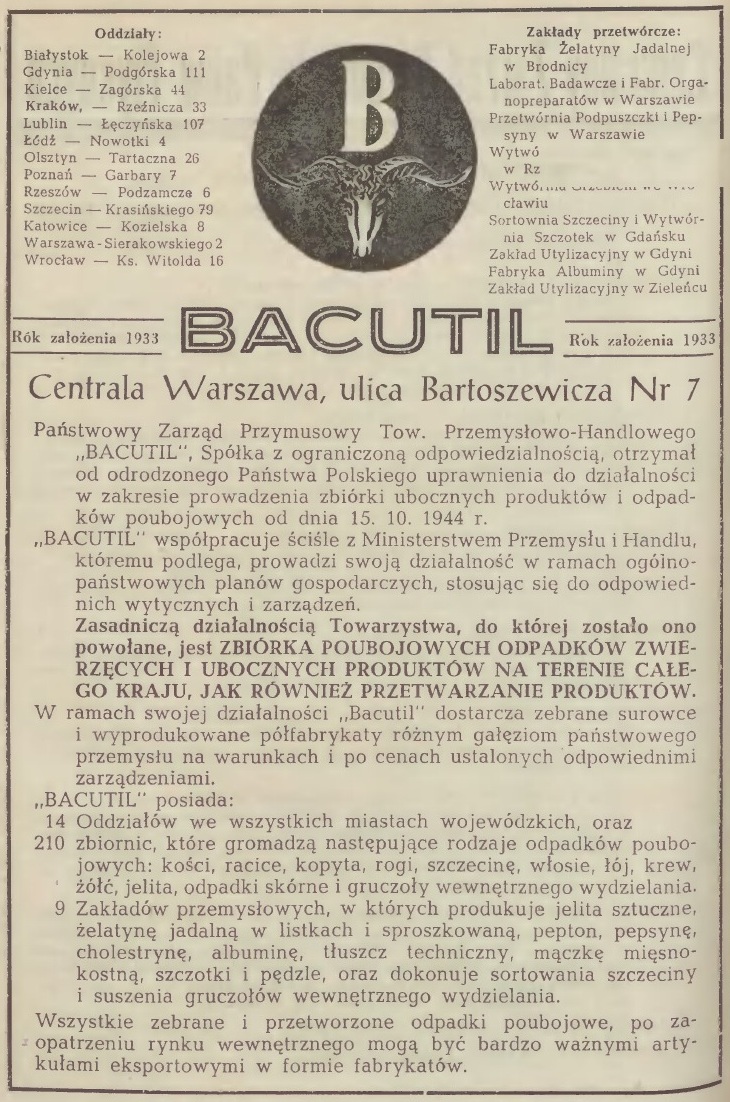 Oddziały:
Białystok — Kolejowa 2
Gdynia — Podgórska 111
Kielce — Zagórska 44
Kraków, — Rzeźnicza 33
Lublin — Łęczyńska 107
Łódź — Nowotki 4
Olsztyn — Tartaczna 26
Poznań — Garbary 7
Rzeszów — Podzamcze 6
Szczecin — Krasińskiego 79
Katowice — Kozielska 8
Warszawa-Sierakowskiego 2
Wrocław — Ks. Witolda 16
B
Zakłady przetwórcze:
Fabryka Żelatyny Jadalnej
w Brodnicy
Laborat. Badawcze i Fabr. Orga-
nopreparatów w Warszawie
Przetwórnia Podpuszczki i Pep-
syny w Warszawie
Wytwó
w Rz
cławiu
Sortownia Szczeciny i Wytwór-
nia Szczotek w Gdańsku
Zakład Utylizacyjny w Gdyni
Fabryka Albuminy w Gdyni
Zakład Utylizacyjny w Zieleńcu
Rok założenia 1933
BACUTIL
Rok założenia 1933
Centrala Warszawa, ulica Bartoszewicza Nr 7
Państwowy Zarząd Przymusowy Tow. Przemysłowo-Handlowego
„BACUTIL", Spółka z ograniczoną odpowiedzialnością, otrzymał
od odrodzonego Państwa Polskiego uprawnienia do działalności
w zakresie prowadzenia zbiórki ubocznych produktów i odpad-
ków poubojowych od dnia 15. 10. 1944 r.
„BACUTIL" współpracuje ściśle z Ministerstwem Przemysłu i Handlu,
któremu podlega, prowadzi swoją działalność w ramach ogólno-
państwowych planów gospodarczych, stosując się do odpowied-
nich wytycznych i zarządzeń.
Zasadniczą działalnością Towarzystwa, do której zostało ono
powołane, jest ZBIÓRKA POUBOJOWYCH ODPADKÓW ZWIE-
RZĘCYCH I UBOCZNYCH PRODUKTÓW NA TERENIE CAŁE-
GO KRAJU, JAK RÓWNIEŻ PRZETWARZANIE PRODUKTÓW.
W ramach swojej działalności „Bacutil" dostarcza zebrane surowce
i wyprodukowane półfabrykaty różnym gałęziom państwowego
przemysłu na warunkach i po cenach ustalonych odpowiednimi
zarządzeniami.
„BACUTIL" posiada:
14 Oddziałów we wszystkich miastach wojewódzkich, oraz
210 zbiornic, które gromadzą następujące rodzaje odpadków poubo-
jowych: kości, racice, kopyta, rogi, szczecinę, włosie, łój, krew,
żółć, jelita, odpadki skórne i gruczoły wewnętrznego wydzielania.
9 Zakładów przemysłowych, w których produkuje jelita sztuczne,
żelatynę jadalną w listkach i sproszkowaną, pepton, pepsynę,
cholestrynę, albuminę, tłuszcz techniczny, mączkę mięsno-
kostną, szczotki i pędzle, oraz dokonuje sortowania szczeciny
i suszenia gruczołów wewnętrznego wydzielania.
Wszystkie zebrane i przetworzone odpadki poubojowe, po za-
opatrzeniu rynku wewnętrznego mogą być bardzo ważnymi arty-
kułami eksportowymi w formie fabrykatów.